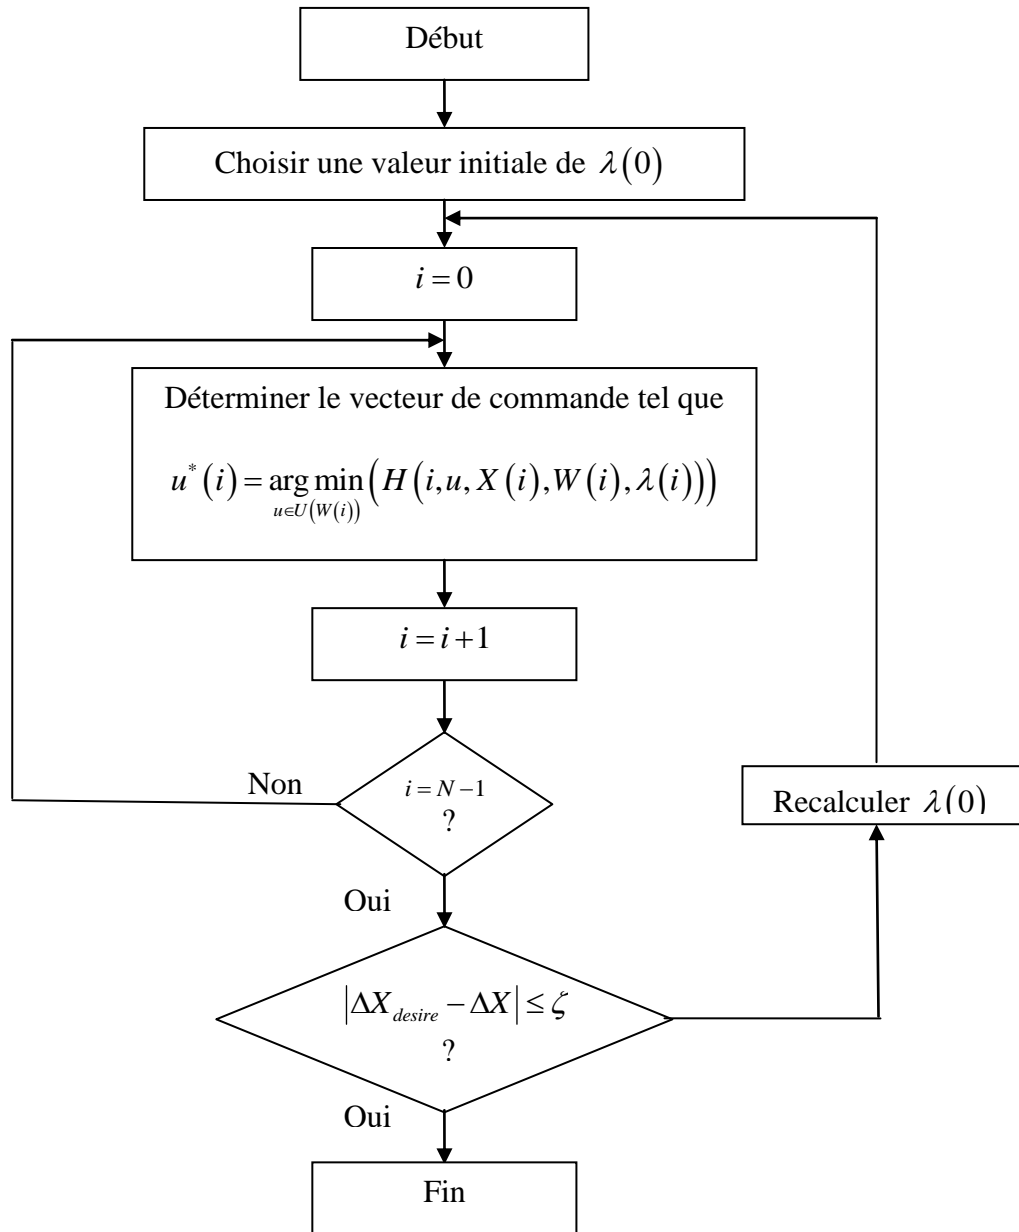 Début
Choisir une valeur initiale de λ(0)
i = 0
Déterminer le vecteur de commande tel que
u*(i) = arg min u∈U(W(i)) (H(i,u,X(i),W(i),λ(i)))
i = i+1
Non
i = N−1
?
Recalculer λ(0)
Oui
|ΔX_desire − ΔX| ≤ ζ
?
Oui
Fin